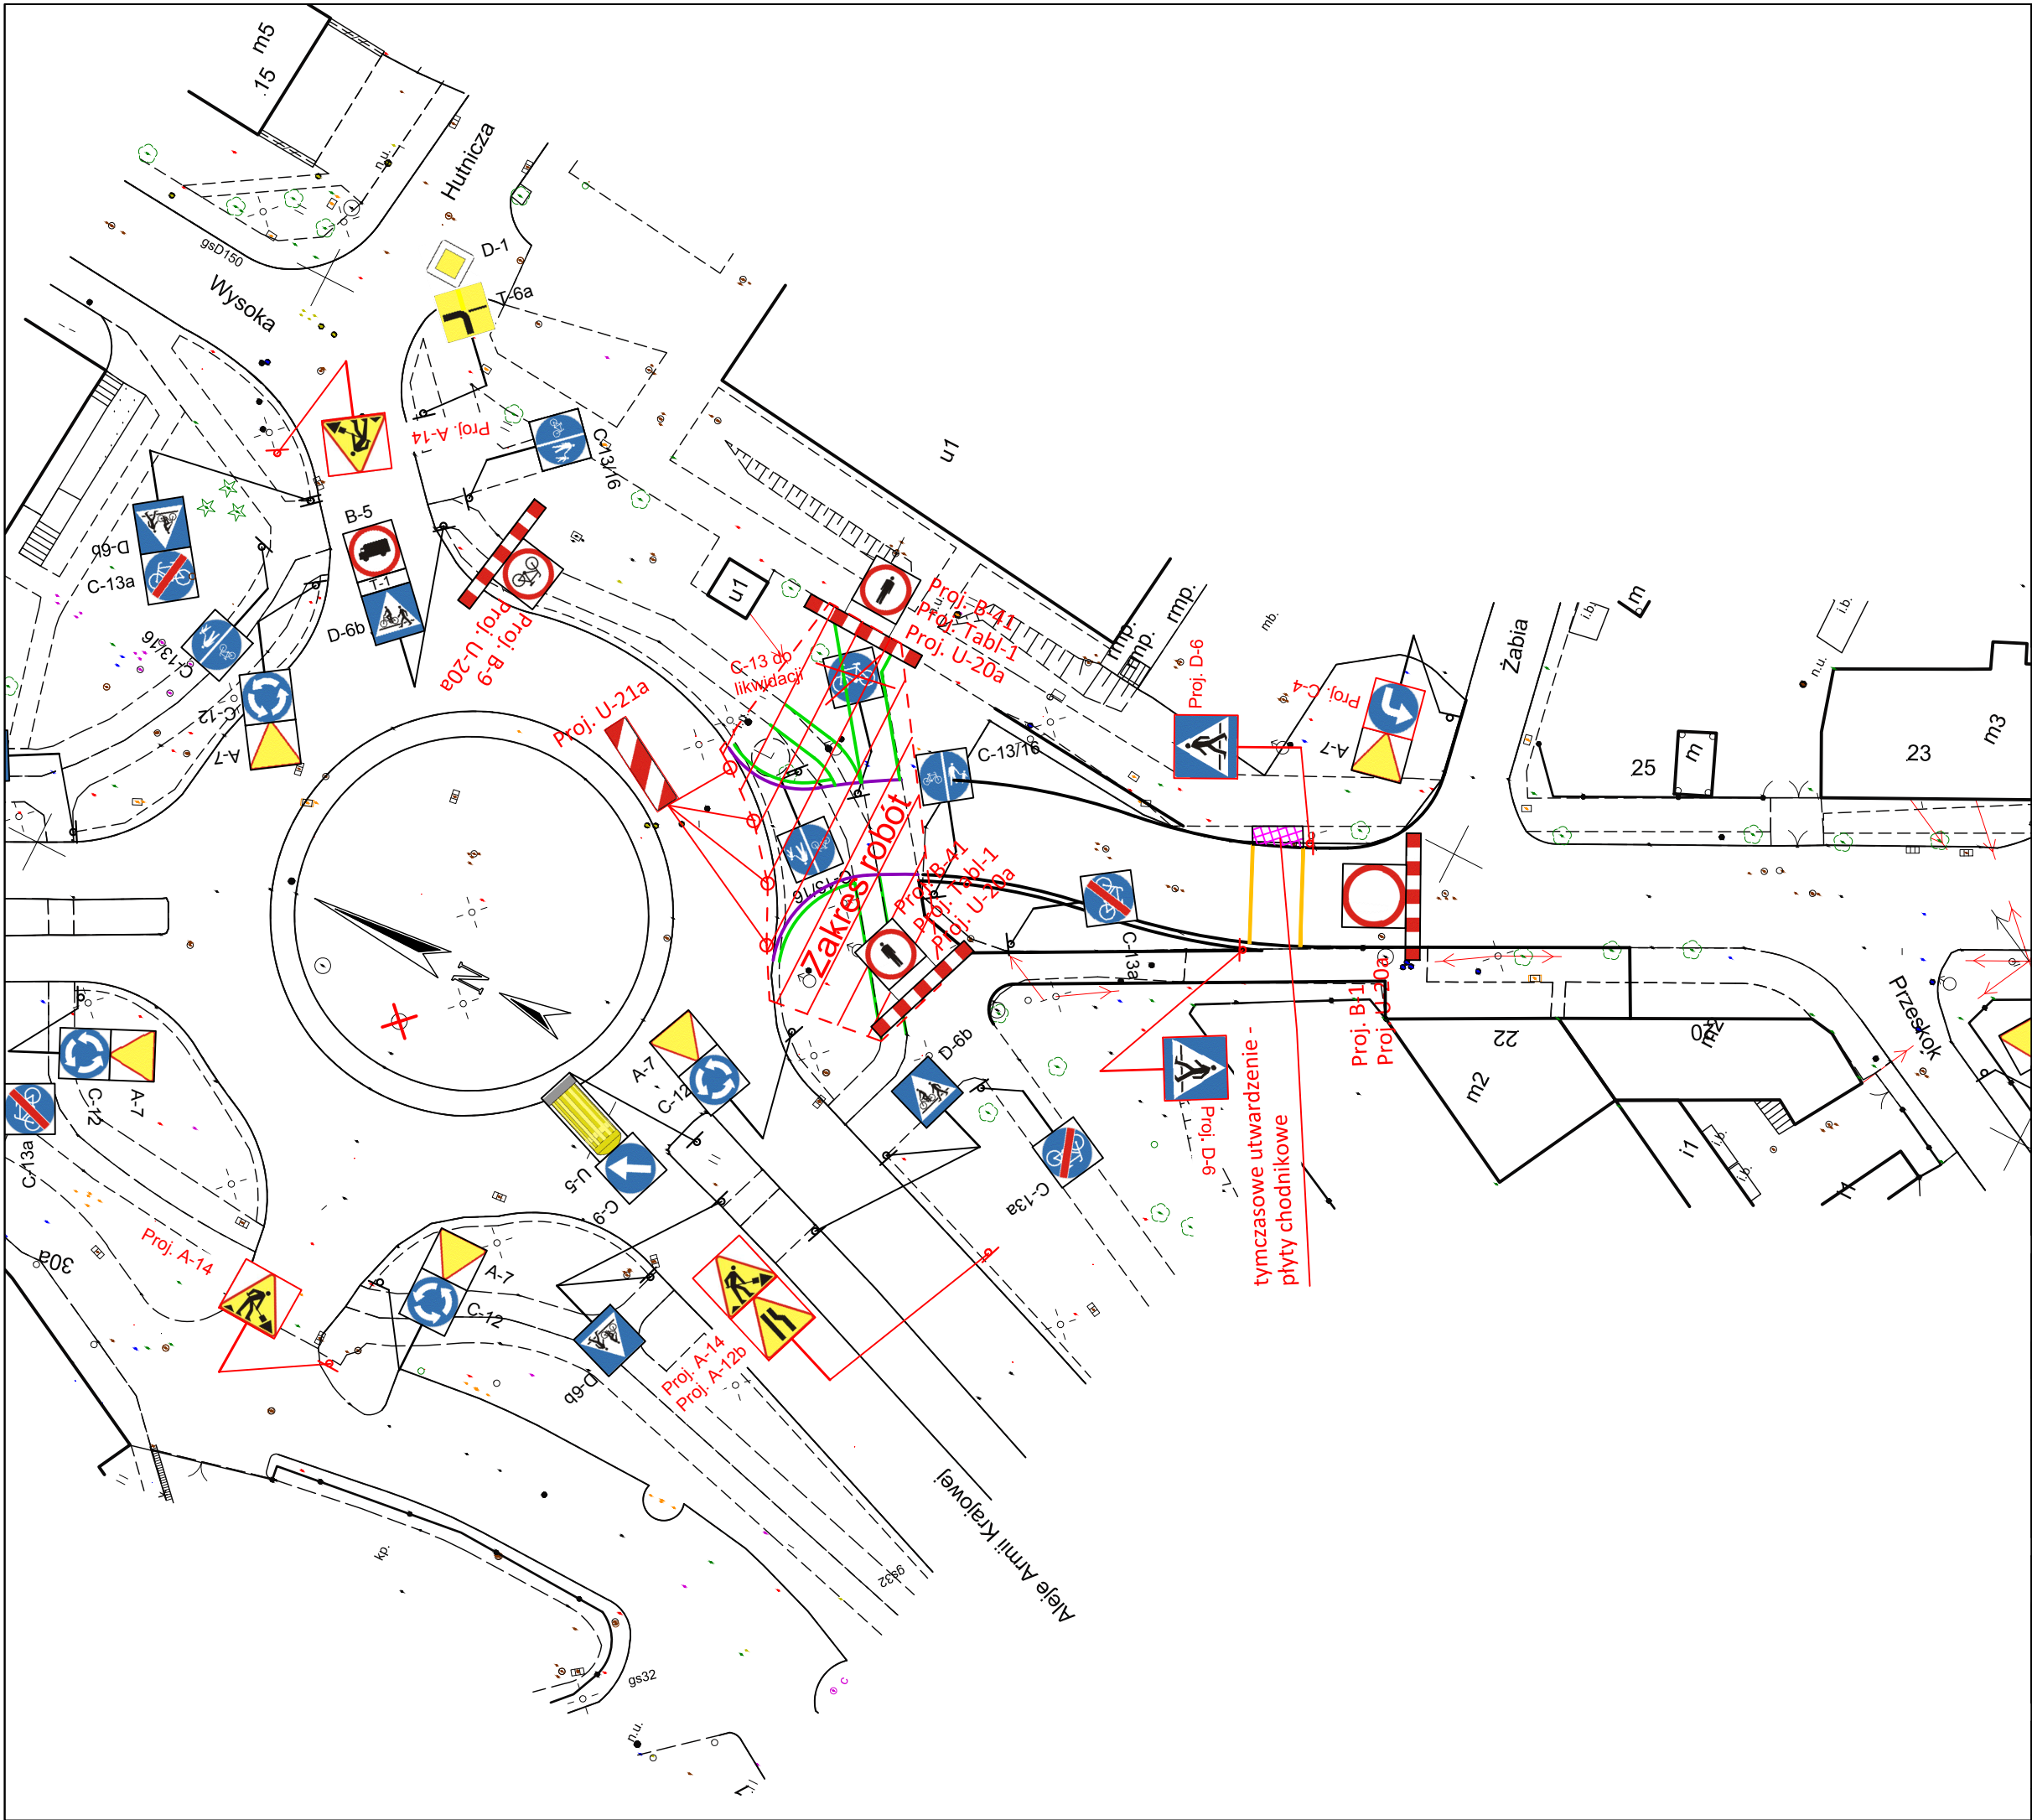 m5
15
Hutnicza
n.u.
gsD150
Wysoka
D-1
T-6a
Proj. A-14
C-13/16
B-5
T-1
D-6b
D-6b
C-13a
C-13/16
C-12
A-7
Proj. B-9
Proj. U-20a
u1
u1
Proj. B-41
Proj. Tabl-1
Proj. U-20a
C-13 do
likwidacji
Proj. U-21a
rmp.
rmp.
rmp.
mb.
Proj. D-6
Proj. C-4
A-7
Żabia
i.b.
m
i.b.
n.u.
25
m
23
m3
C-13/16
C-13/16
Zakres robót
Proj. B-41
Proj. Tabl-1
Proj. U-20a
C-13a
N
Proj. B-1
Proj. U-20a
22
20
m2
m2
Przeskok
i1
i.b.
i.b.
tymczasowe utwardzenie -
płyty chodnikowe
Proj. D-6
D-6b
C-13a
A-7
C-12
U-5
C-9
C-12
A-7
C-13a
30a
Proj. A-14
A-7
C-12
D-6b
Proj. A-14
Proj. A-12b
Aleje Armii Krajowej
gs32
kp.
gs32
c
n.u.